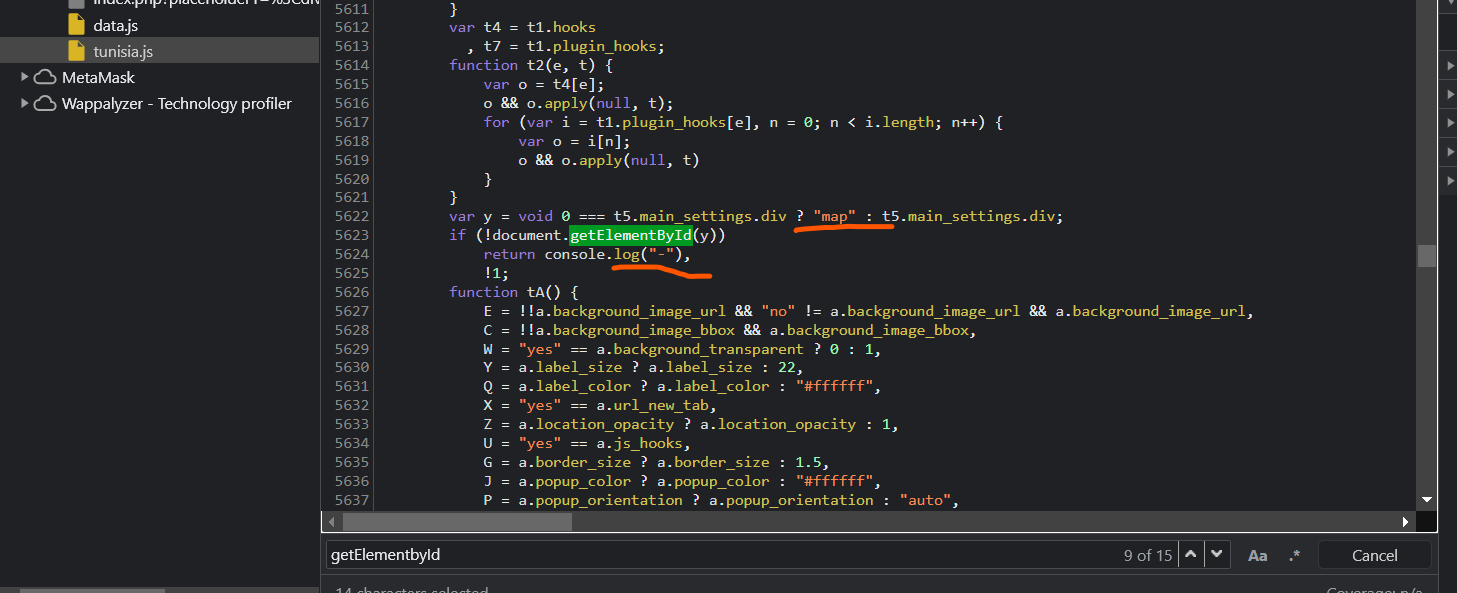 data.js
tunisia.js
MetaMask
Wappalyzer - Technology profiler
5611 }
5612 var t4 = t1.hooks
5613 , t7 = t1.plugin_hooks;
5614 function t2(e, t) {
5615 var o = t4[e];
5616 o && o.apply(null, t);
5617 for (var i = t1.plugin_hooks[e], n = 0; n < i.length; n++) {
5618 var o = i[n];
5619 o && o.apply(null, t)
5620 }
5621 }
5622 var y = void 0 === t5.main_settings.div ? "map" : t5.main_settings.div;
5623 if (!document.getElementById(y))
5624 return console.log("-"),
5625 !1;
5626 function tA() {
5627 E = !!a.background_image_url && "no" != a.background_image_url && a.background_image_url,
5628 C = !!a.background_image_bbox && a.background_image_bbox,
5629 W = "yes" == a.background_transparent ? 0 : 1,
5630 Y = a.label_size ? a.label_size : 22,
5631 Q = a.label_color ? a.label_color : "#ffffff",
5632 X = "yes" == a.url_new_tab,
5633 Z = a.location_opacity ? a.location_opacity : 1,
5634 U = "yes" == a.js_hooks,
5635 G = a.border_size ? a.border_size : 1.5,
5636 J = a.popup_color ? a.popup_color : "#ffffff",
5637 P = a.popup_orientation ? a.popup_orientation : "auto",
getElementbyId 9 of 15 Aa .* Cancel
14 characters selected